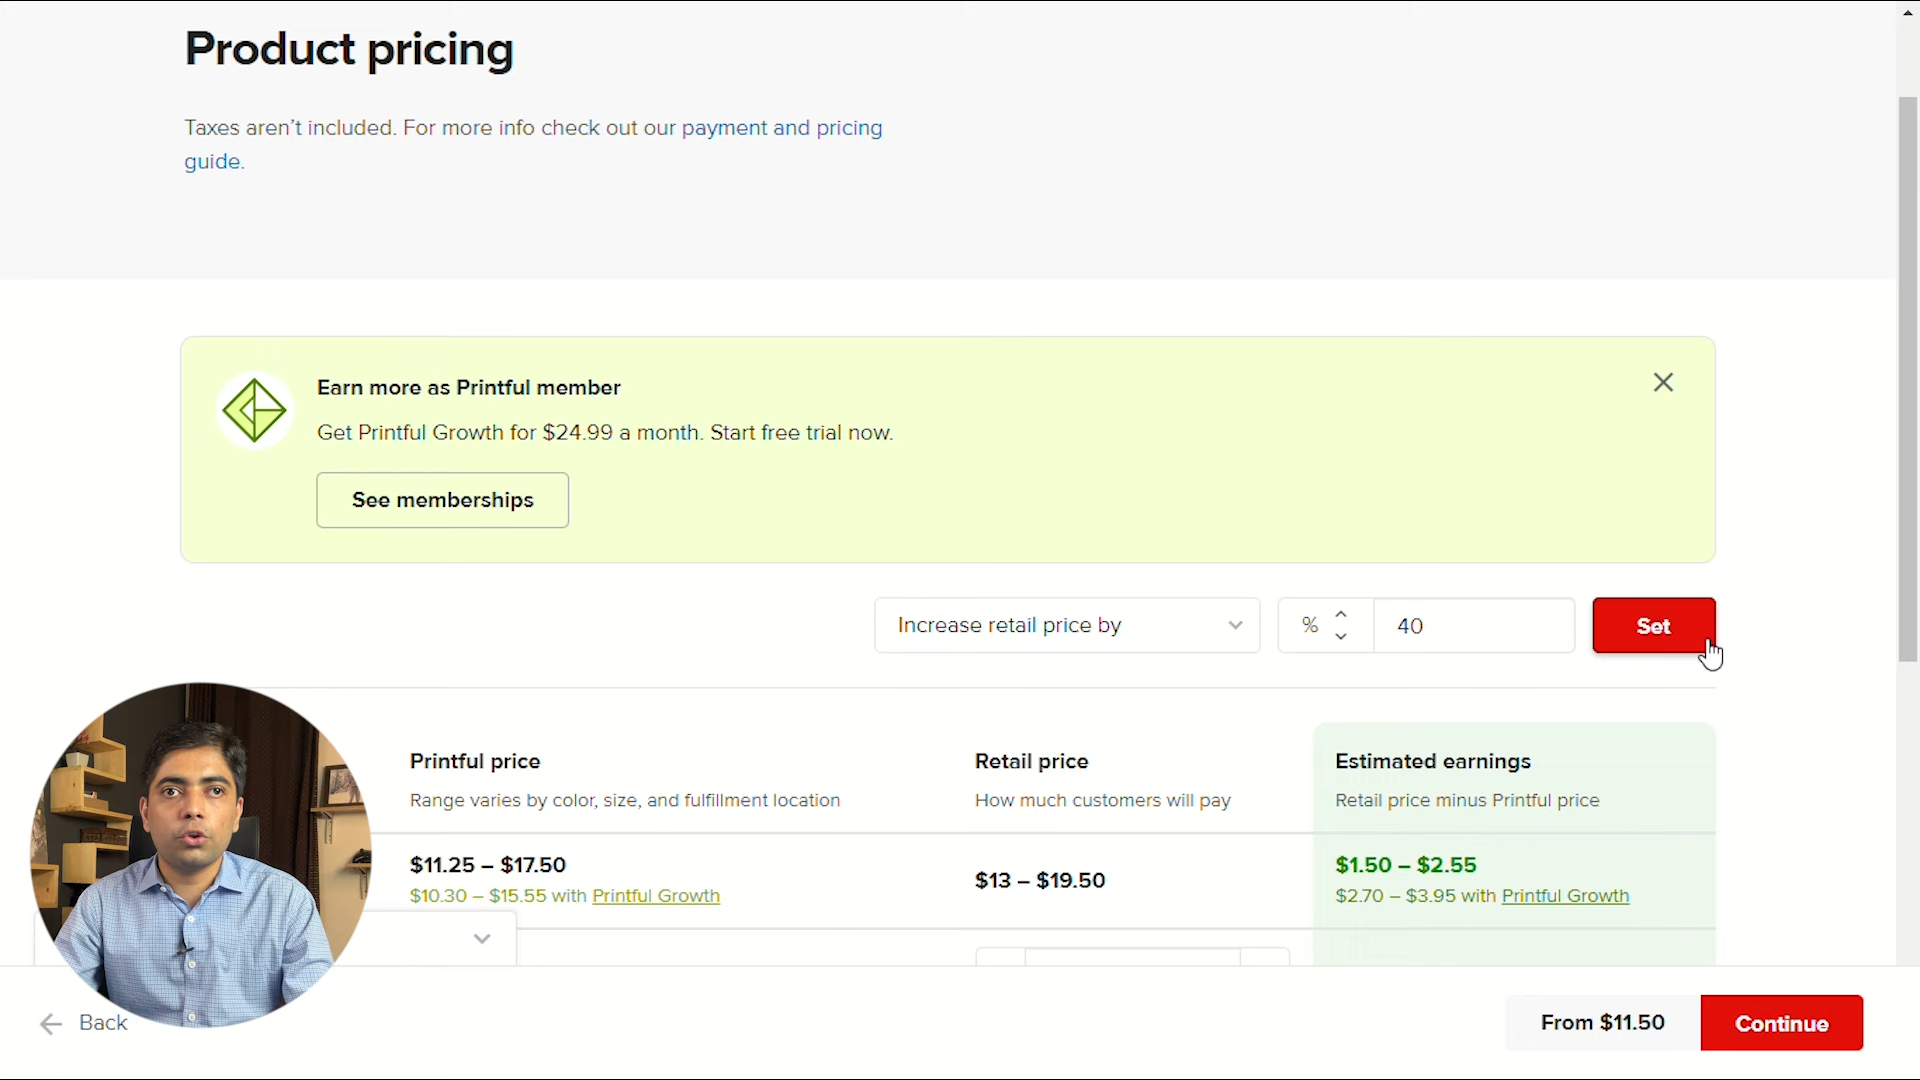 Product pricing
Taxes aren’t included. For more info check out our payment and pricing
guide.
Earn more as Printful member
Get Printful Growth for $24.99 a month. Start free trial now.
See memberships
Increase retail price by
%
40
Set
Printful price
Retail price
Estimated earnings
Range varies by color, size, and fulfillment location
How much customers will pay
Retail price minus Printful price
$11.25 – $17.50
$10.30 – $15.55 with Printful Growth
$13 – $19.50
$1.50 – $2.55
$2.70 – $3.95 with Printful Growth
Back
From $11.50
Continue